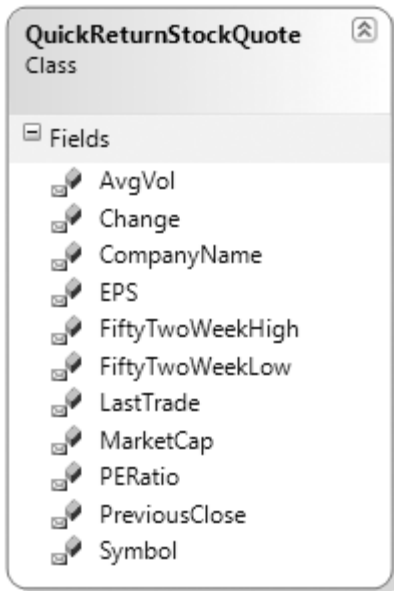 QuickReturnStockQuote
Class
Fields
AvgVol
Change
CompanyName
EPS
FiftyTwoWeekHigh
FiftyTwoWeekLow
LastTrade
MarketCap
PERatio
PreviousClose
Symbol